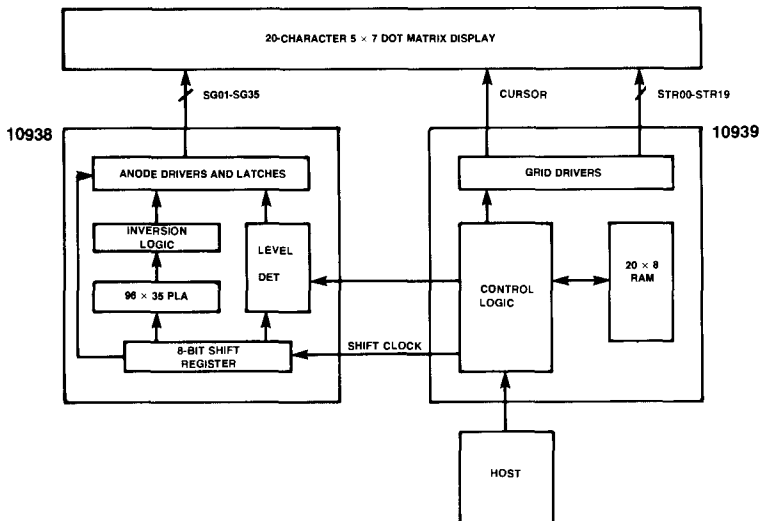 20-CHARACTER 5 × 7 DOT MATRIX DISPLAY
SG01-SG35
CURSOR
STR00-STR19
10938
10939
ANODE DRIVERS AND LATCHES
GRID DRIVERS
INVERSION
LOGIC
LEVEL
DET
96 × 35 PLA
CONTROL
LOGIC
20 × 8
RAM
8-BIT SHIFT
REGISTER
SHIFT CLOCK
HOST